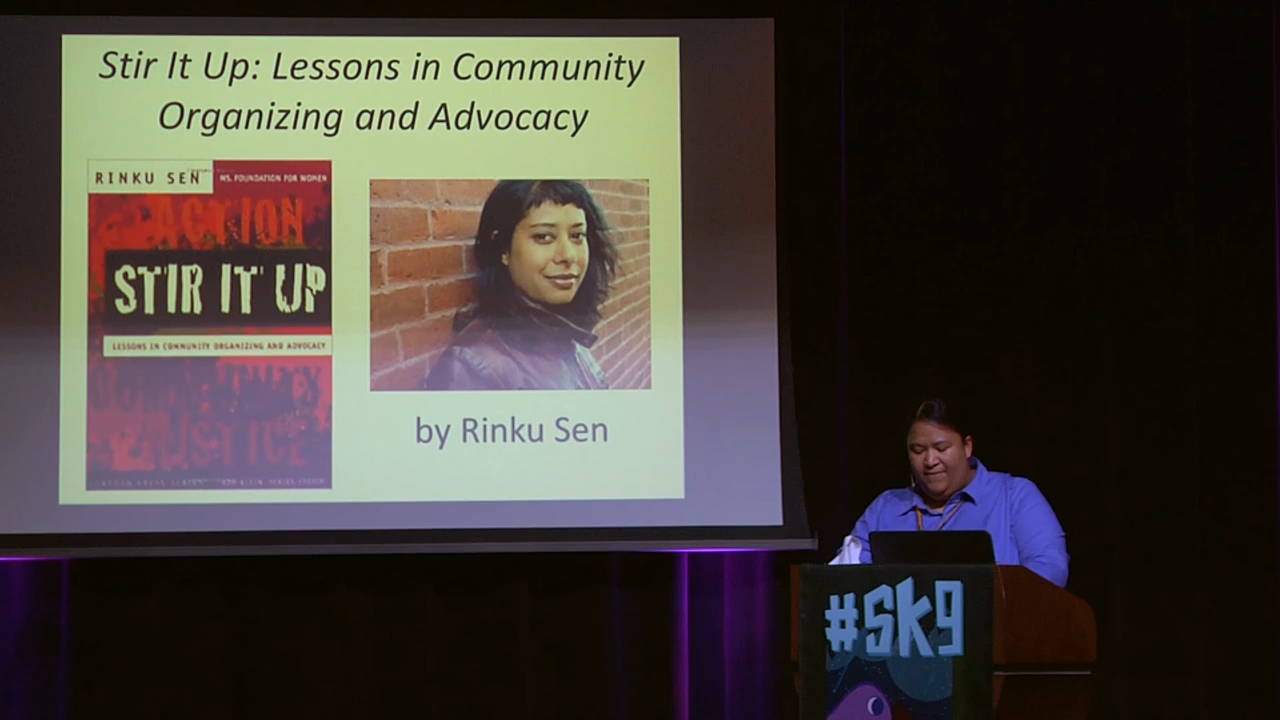 Stir It Up: Lessons in Community
Organizing and Advocacy
RINKU SEN
MS. FOUNDATION FOR WOMEN
ACTION
STIR IT UP
LESSONS IN COMMUNITY ORGANIZING AND ADVOCACY
JUSTICE
by Rinku Sen
#SK9